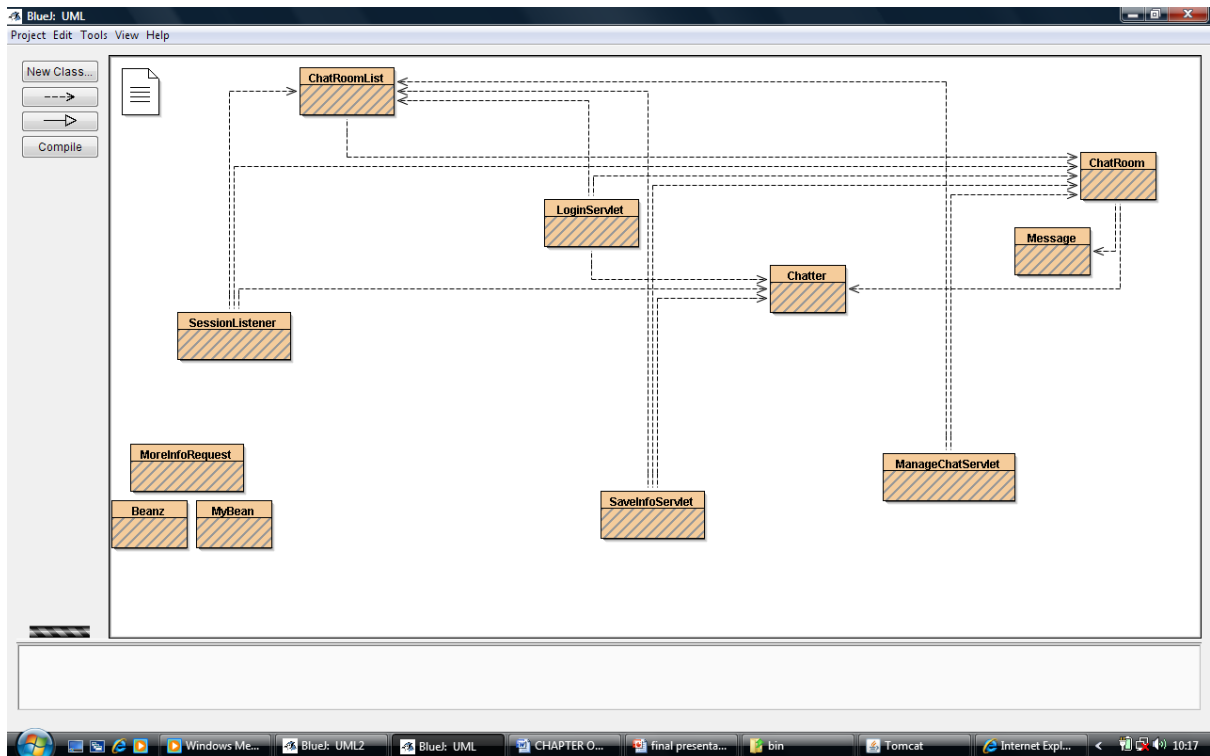 BlueJ: UML
Project Edit Tools View Help
New Class...
Compile
ChatRoomList
ChatRoom
LoginServlet
Message
Chatter
SessionListener
MoreInfoRequest
ManageChatServlet
SaveInfoServlet
Beanz
MyBean
Windows Me...
BlueJ: UML2
BlueJ: UML
CHAPTER O...
final presenta...
bin
Tomcat
Internet Expl...
10:17